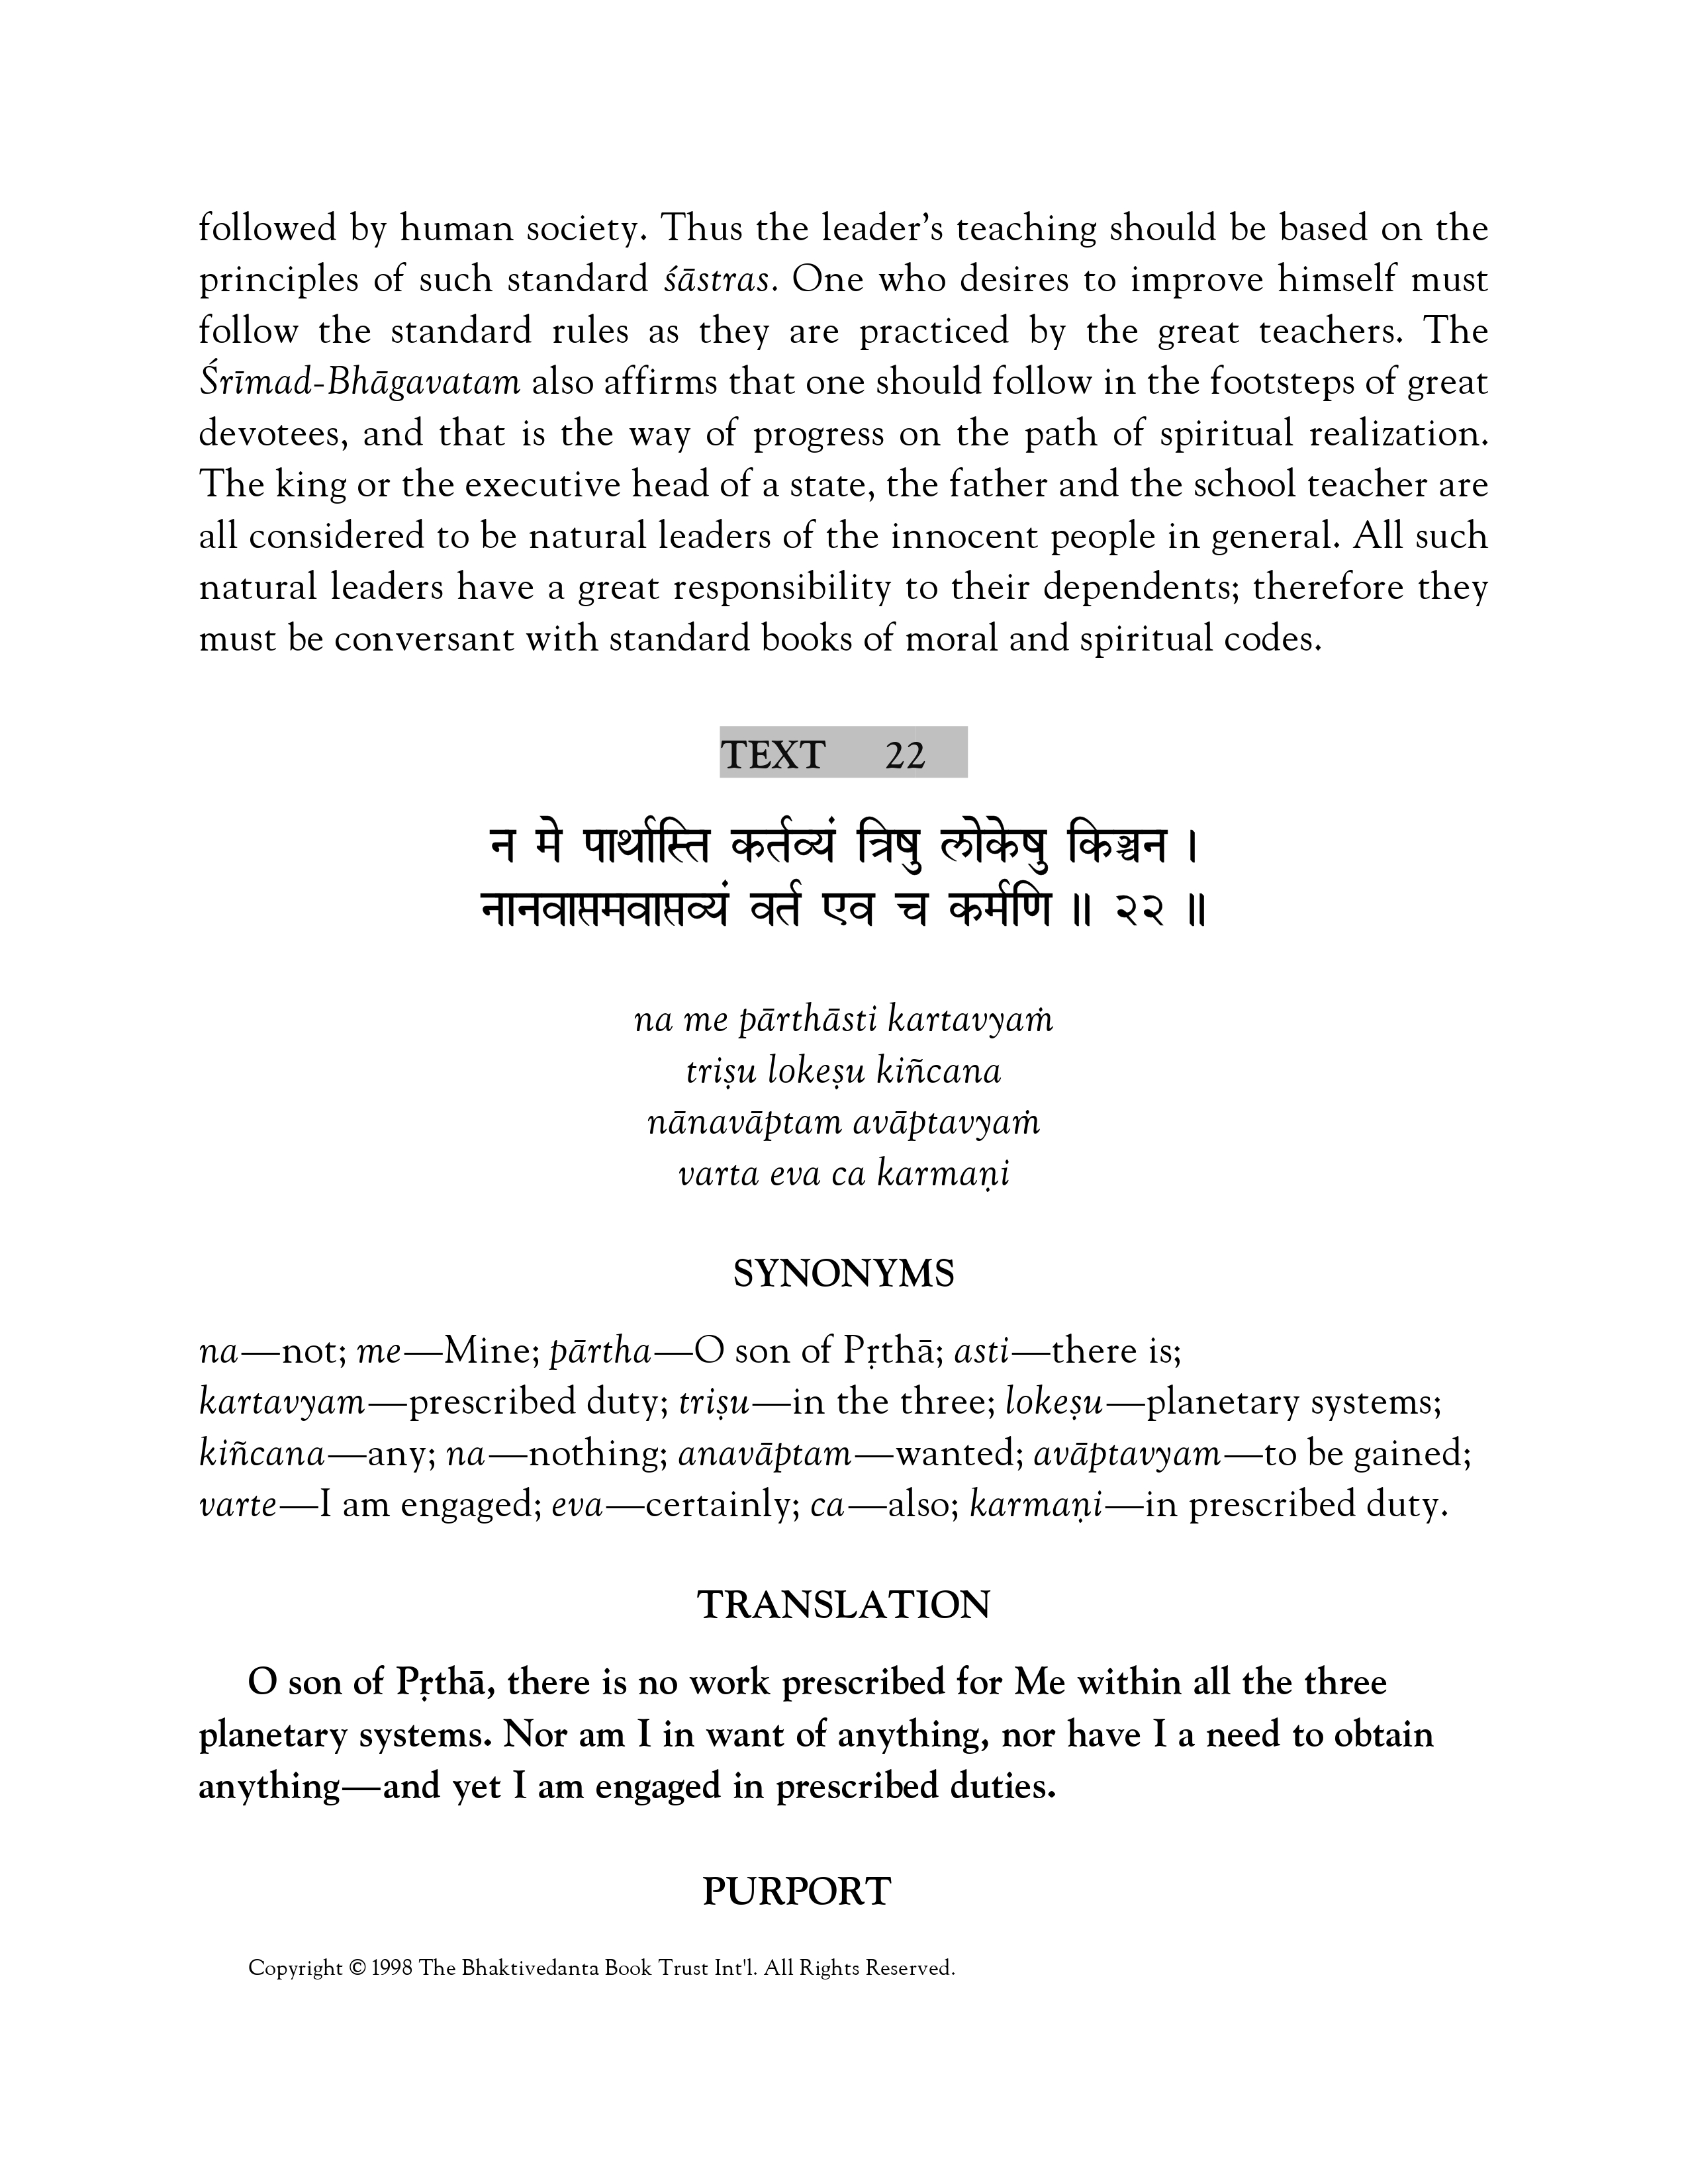 followed by human society. Thus the leader’s teaching should be based on the
principles of such standard śāstras. One who desires to improve himself must
follow the standard rules as they are practiced by the great teachers. The
Śrīmad-Bhāgavatam also affirms that one should follow in the footsteps of great
devotees, and that is the way of progress on the path of spiritual realization.
The king or the executive head of a state, the father and the school teacher are
all considered to be natural leaders of the innocent people in general. All such
natural leaders have a great responsibility to their dependents; therefore they
must be conversant with standard books of moral and spiritual codes.
TEXT 22
न मे पार्थास्ति कर्तव्यं त्रिषु लोकेषु किञ्चन ।
नानवाप्तमवाप्तव्यं वर्त एव च कर्मणि ॥ २२ ॥
na me pārthāsti kartavyaṁ
triṣu lokeṣu kiñcana
nānavāptam avāptavyaṁ
varta eva ca karmaṇi
SYNONYMS
na—not; me—Mine; pārtha—O son of Pṛthā; asti—there is;
kartavyam—prescribed duty; triṣu—in the three; lokeṣu—planetary systems;
kiñcana—any; na—nothing; anavāptam—wanted; avāptavyam—to be gained;
varte—I am engaged; eva—certainly; ca—also; karmaṇi—in prescribed duty.
TRANSLATION
O son of Pṛthā, there is no work prescribed for Me within all the three
planetary systems. Nor am I in want of anything, nor have I a need to obtain
anything—and yet I am engaged in prescribed duties.
PURPORT
Copyright © 1998 The Bhaktivedanta Book Trust Int'l. All Rights Reserved.